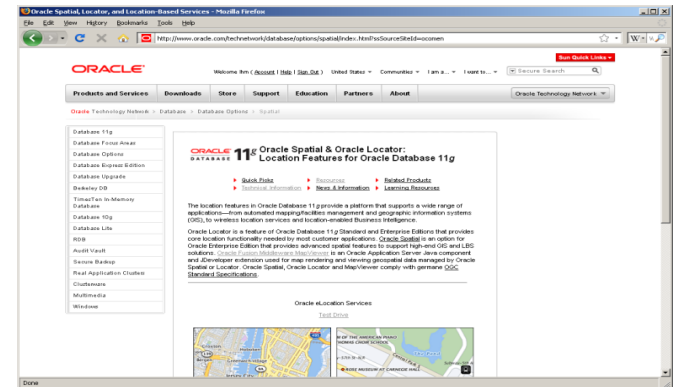 Oracle Spatial, Locator, and Location-Based Services - Mozilla Firefox
File Edit View History Bookmarks Tools Help
http://www.oracle.com/technetwork/database/options/spatial/index.html?ssSourceSiteId=ocomen
Sun Quick Links
ORACLE
Welcome ( Account | Help | Sign Out ) United States Communities I am a... I want to... Secure Search
Products and Services Downloads Store Support Education Partners About Oracle Technology Network
Oracle Technology Network > Database > Database Options > Spatial
Database 11g
Database Focus Areas
Database Options
Database Express Edition
Database Upgrade
Berkeley DB
TimesTen In-Memory
Database
Database 10g
Database Lite
RDB
Audit Vault
Secure Backup
Real Application Clusters
Clusterware
Multimedia
Windows
ORACLE DATABASE 11g Oracle Spatial & Oracle Locator:
Location Features for Oracle Database 11g
Quick Picks Resources Related Products
Technical Information News & Information Learning Resources
The location features in Oracle Database 11g provide a platform that supports a wide range of
applications—from automated mapping/facilities management and geographic information systems
(GIS), to wireless location services and location-enabled Business Intelligence.
Oracle Locator is a feature of Oracle Database 11g Standard and Enterprise Editions that provides
core location functionality needed by most customer applications. Oracle Spatial is an option for
Oracle Enterprise Edition that provides advanced spatial features to support high-end GIS and LBS
solutions. Oracle Fusion Middleware MapViewer is an Oracle Application Server Java component
and JDeveloper extension used for map rendering and viewing geospatial data managed by Oracle
Spatial or Locator. Oracle Spatial, Oracle Locator and MapViewer comply with germane OGC
Standard Specifications.
Oracle eLocation Services
Test Drive
Done